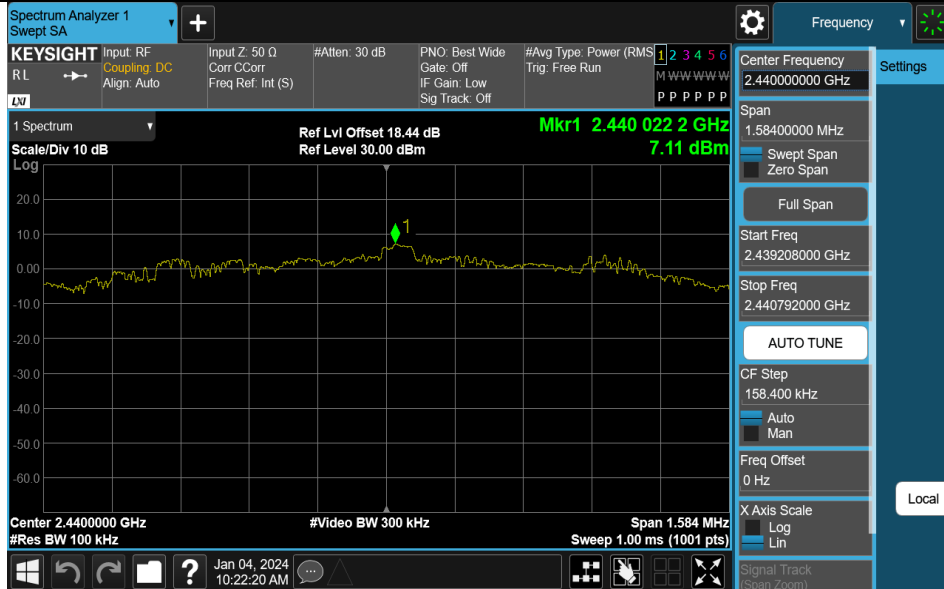 Spectrum Analyzer 1
Swept SA
+
Frequency
KEYSIGHT
R L
LXI
Input: RF
Coupling: DC
Align: Auto
Input Z: 50 Ω
Corr CCorr
Freq Ref: Int (S)
#Atten: 30 dB
PNO: Best Wide
Gate: Off
IF Gain: Low
Sig Track: Off
#Avg Type: Power (RMS
Trig: Free Run
1 2 3 4 5 6
M W W W W W
P P P P P P
1 Spectrum
Scale/Div 10 dB
Log
Ref Lvl Offset 18.44 dB
Ref Level 30.00 dBm
Mkr1 2.440 022 2 GHz
7.11 dBm
20.0
10.0
0.00
-10.0
-20.0
-30.0
-40.0
-50.0
-60.0
1
Center 2.4400000 GHz
#Res BW 100 kHz
#Video BW 300 kHz
Span 1.584 MHz
Sweep 1.00 ms (1001 pts)
?
Jan 04, 2024
10:22:20 AM
Center Frequency
2.440000000 GHz
Span
1.58400000 MHz
Swept Span
Zero Span
Full Span
Start Freq
2.439208000 GHz
Stop Freq
2.440792000 GHz
AUTO TUNE
CF Step
158.400 kHz
Auto
Man
Freq Offset
0 Hz
X Axis Scale
Log
Lin
Signal Track
(Span Zoom)
Settings
Local